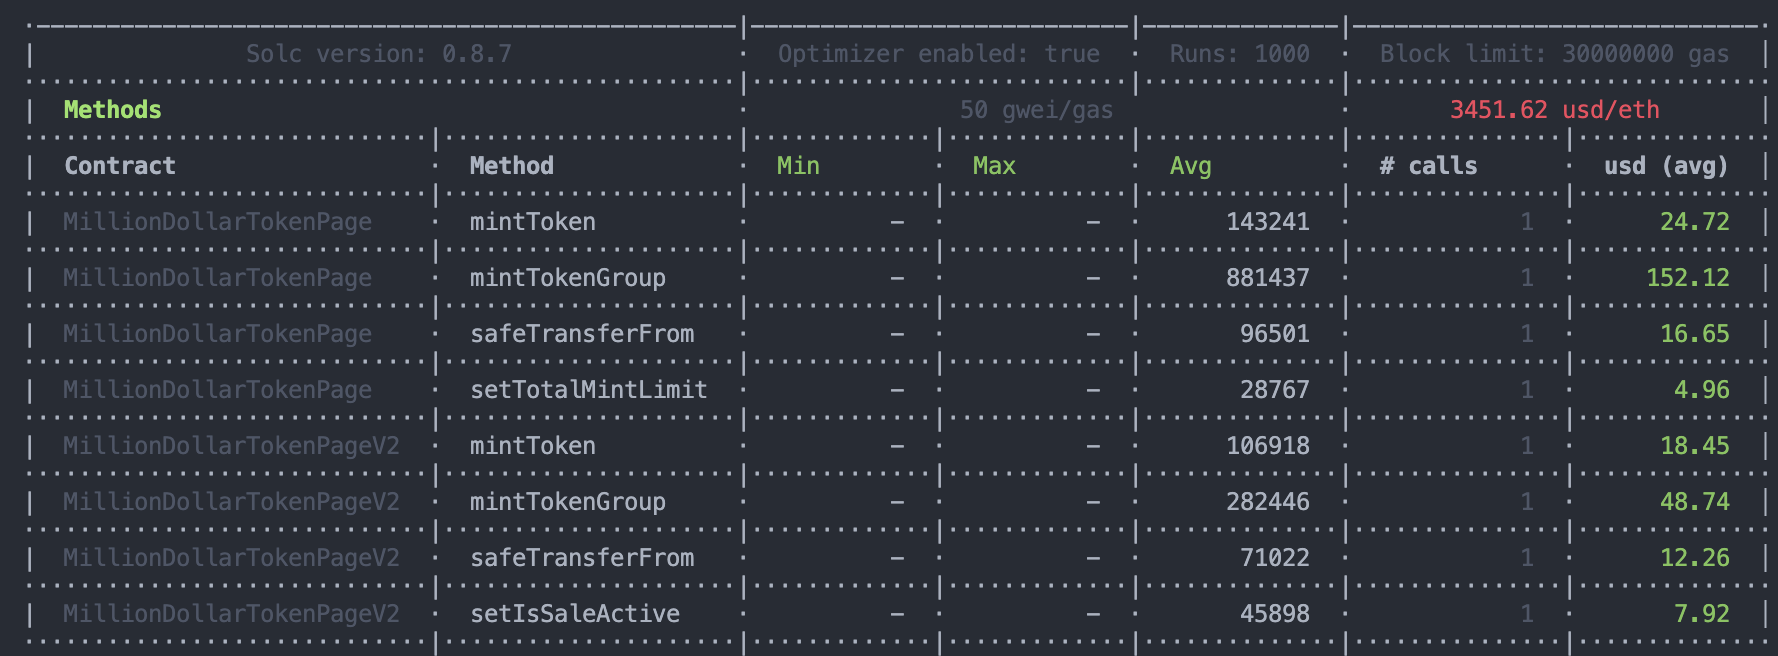 Solc version: 0.8.7 Optimizer enabled: true Runs: 1000 Block limit: 30000000 gas
Methods 50 gwei/gas 3451.62 usd/eth
Contract Method Min Max Avg # calls usd (avg)
MillionDollarTokenPage mintToken - - 143241 1 24.72
MillionDollarTokenPage mintTokenGroup - - 881437 1 152.12
MillionDollarTokenPage safeTransferFrom - - 96501 1 16.65
MillionDollarTokenPage setTotalMintLimit - - 28767 1 4.96
MillionDollarTokenPageV2 mintToken - - 106918 1 18.45
MillionDollarTokenPageV2 mintTokenGroup - - 282446 1 48.74
MillionDollarTokenPageV2 safeTransferFrom - - 71022 1 12.26
MillionDollarTokenPageV2 setIsSaleActive - - 45898 1 7.92